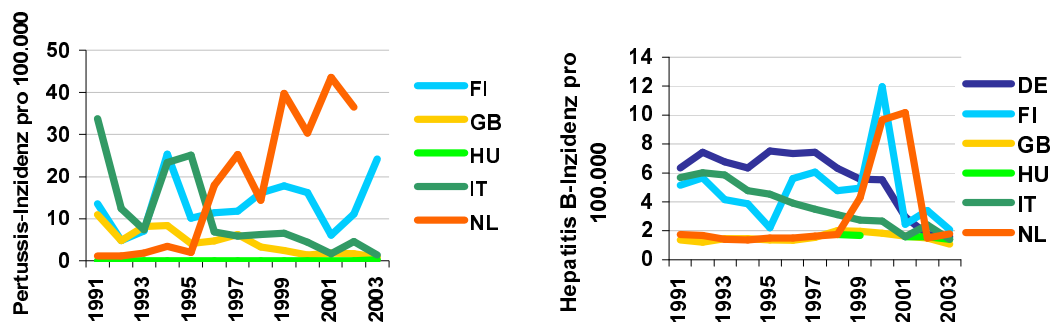 Pertussis-Inzidenz pro 100.000
50
40
30
20
10
0
1991
1993
1995
1997
1999
2001
2003
FI
GB
HU
IT
NL
Hepatitis B-Inzidenz pro
100.000
14
12
10
8
6
4
2
0
1991
1993
1995
1997
1999
2001
2003
DE
FI
GB
HU
IT
NL